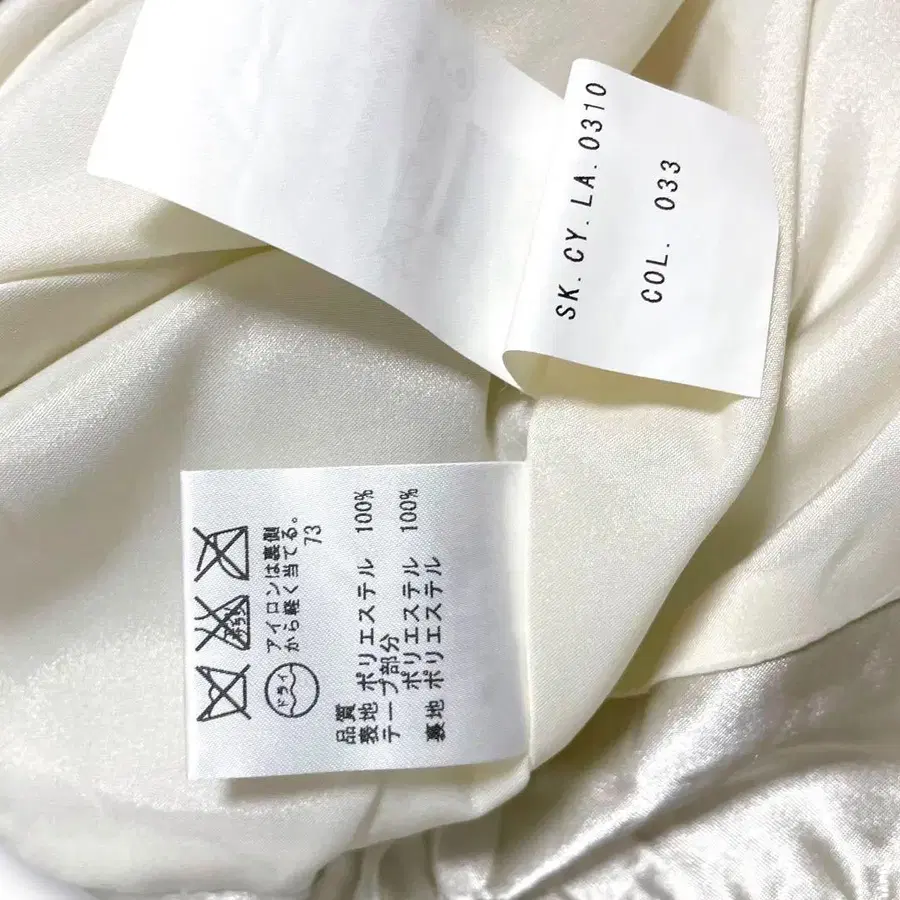 SK.CY.LA.0310
COL. 033
アイロンは裏側
から軽く当てる。
73
ドライ
品質
表地 ポリエステル 100%
テープ部分
ポリエステル 100%
裏地 ポリエステル